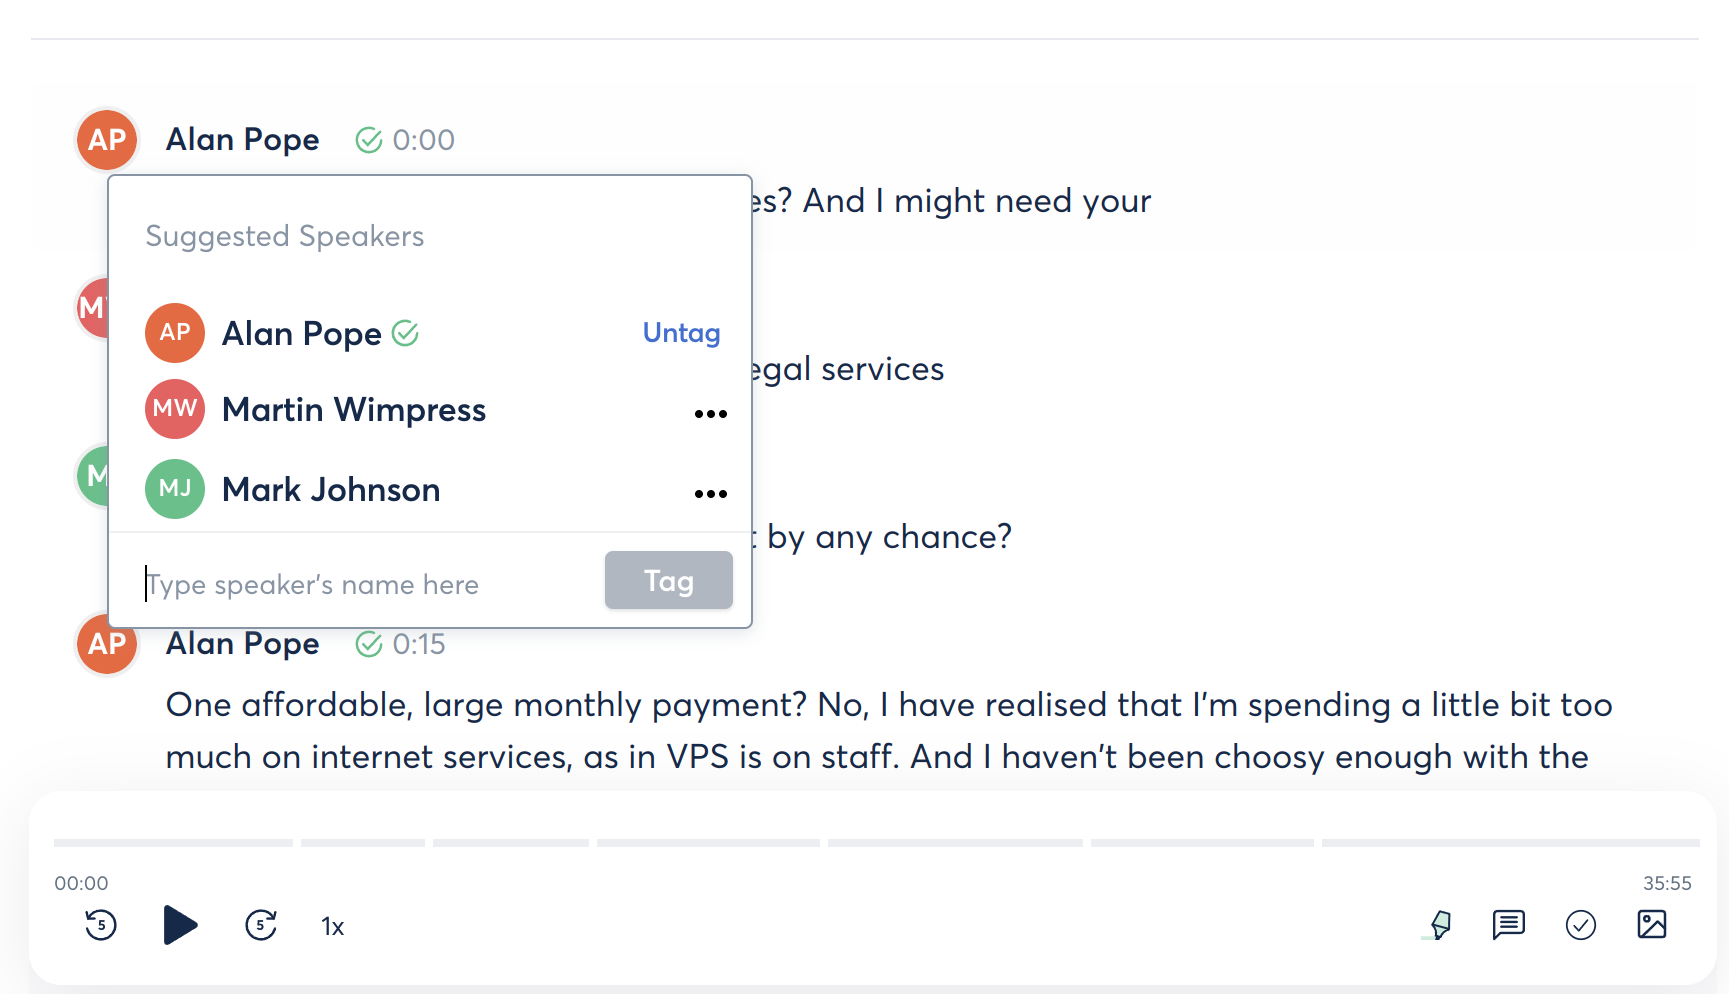 AP Alan Pope 0:00
es? And I might need your
Suggested Speakers
AP Alan Pope Untag
MW Martin Wimpress
egal services
MJ Mark Johnson
by any chance?
Type speaker's name here Tag
AP Alan Pope 0:15
One affordable, large monthly payment? No, I have realised that I'm spending a little bit too
much on internet services, as in VPS is on staff. And I haven't been choosy enough with the
00:00 35:55
5 5 1x